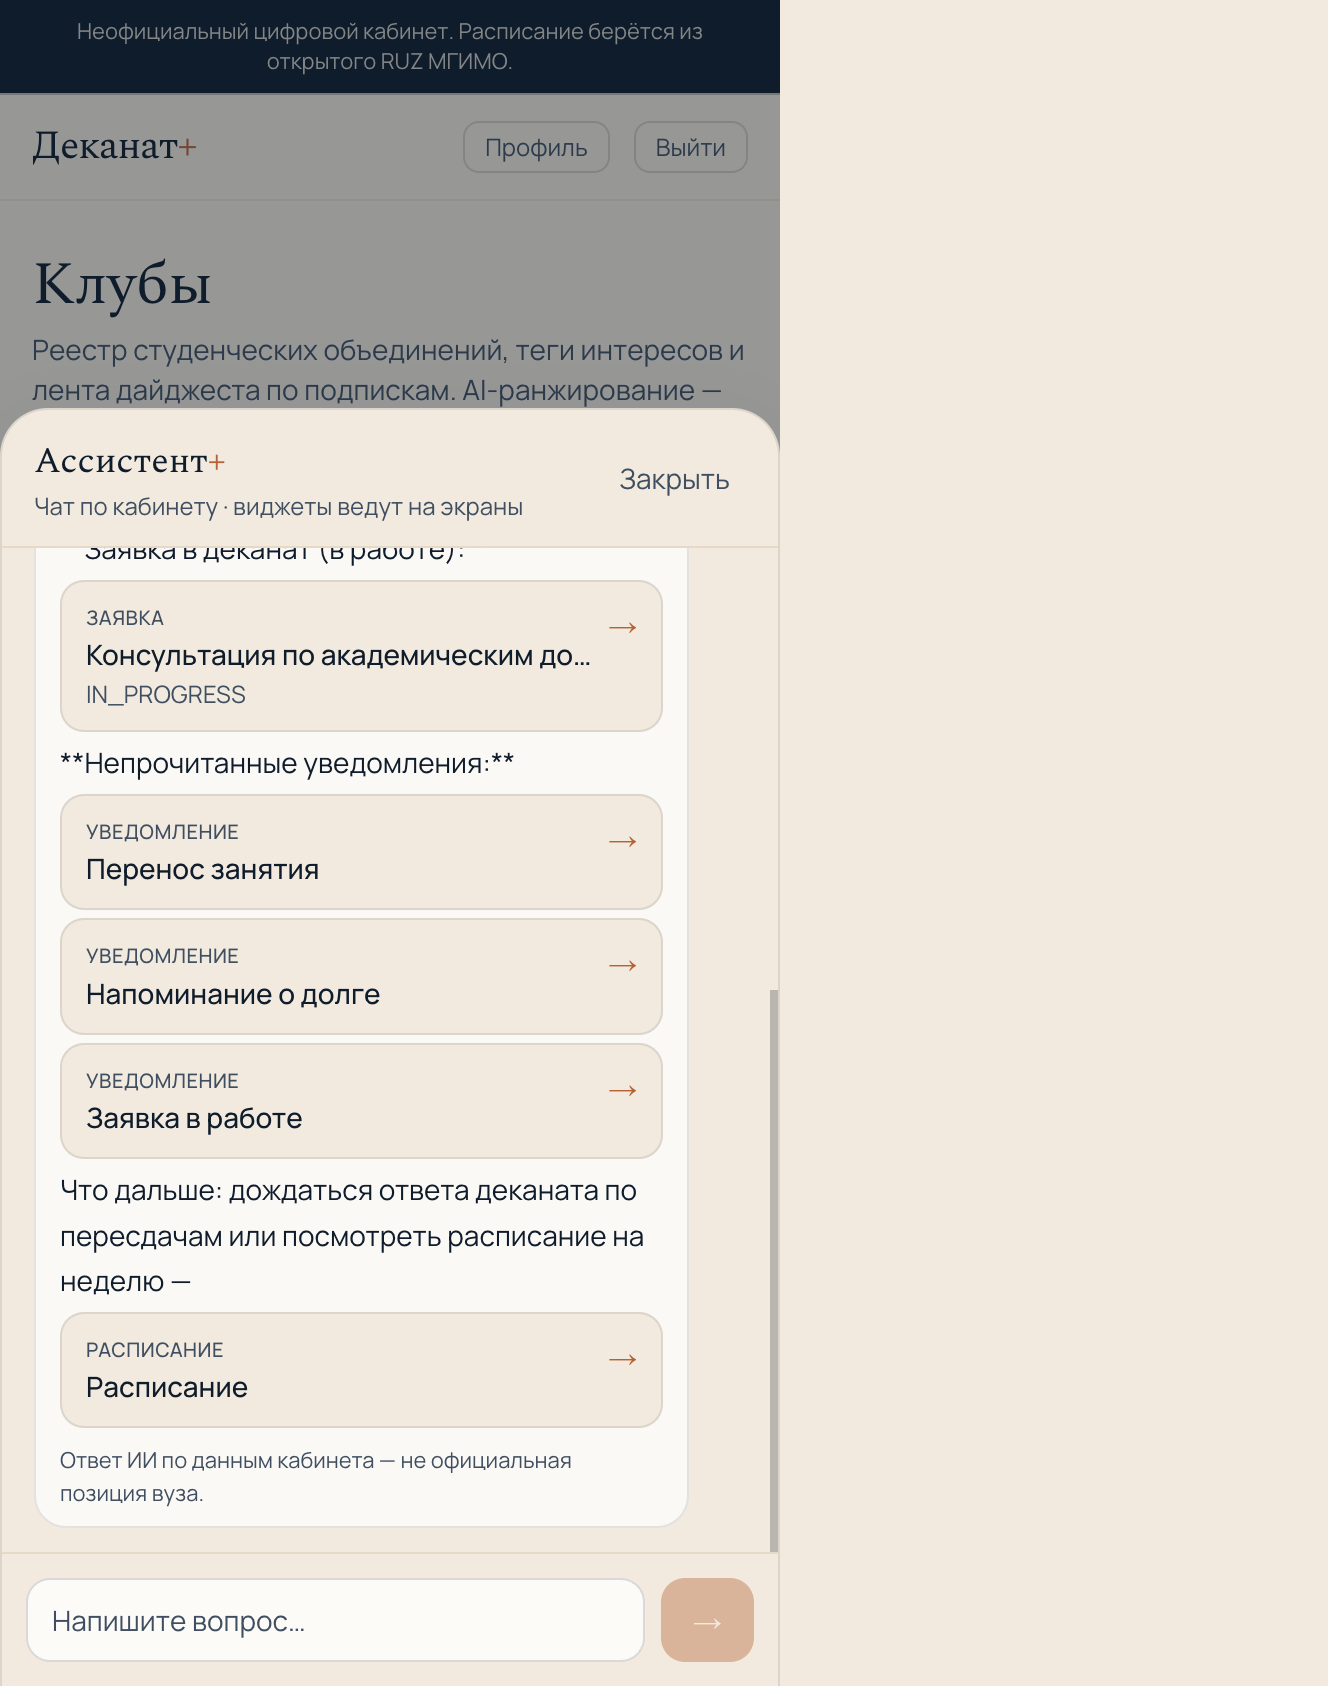 Неофициальный цифровой кабинет. Расписание берётся из
открытого RUZ МГИМО.
Деканат+
Профиль
Выйти
Клубы
Реестр студенческих объединений, теги интересов и
лента дайджеста по подпискам. AI-ранжирование —
Ассистент+
Чат по кабинету · виджеты ведут на экраны
Закрыть
Заявка в деканат (в работе):
ЗАЯВКА
→
Консультация по академическим до...
IN_PROGRESS
**Непрочитанные уведомления:**
УВЕДОМЛЕНИЕ
→
Перенос занятия
УВЕДОМЛЕНИЕ
→
Напоминание о долге
УВЕДОМЛЕНИЕ
→
Заявка в работе
Что дальше: дождаться ответа деканата по
пересдачам или посмотреть расписание на
неделю —
РАСПИСАНИЕ
→
Расписание
Ответ ИИ по данным кабинета — не официальная
позиция вуза.
Напишите вопрос...
→